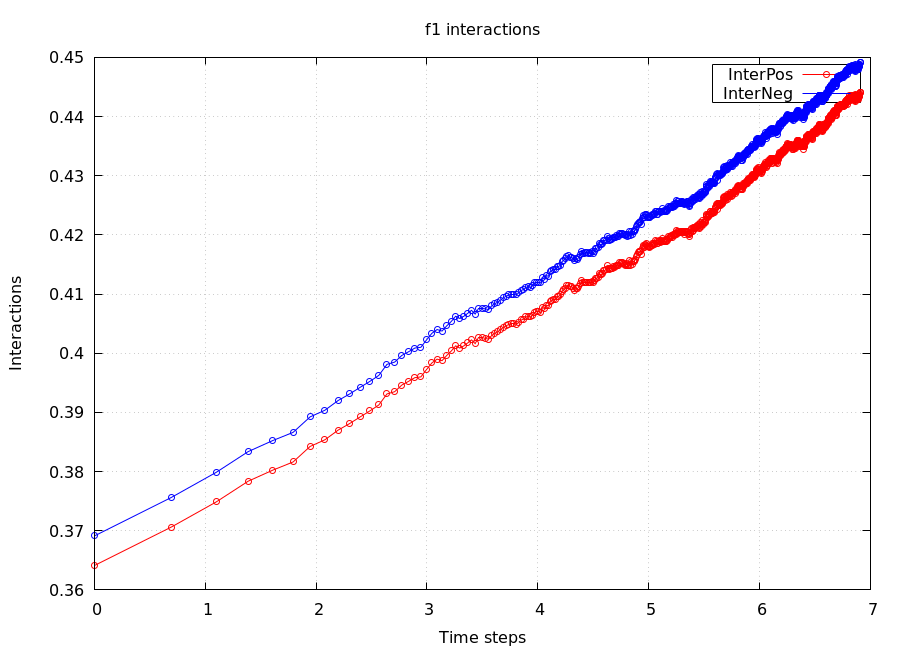 f1 interactions
0.45
0.44
0.43
0.42
0.41
0.4
0.39
0.38
0.37
0.36
InterPos
InterNeg
Interactions
0 1 2 3 4 5 6 7
Time steps